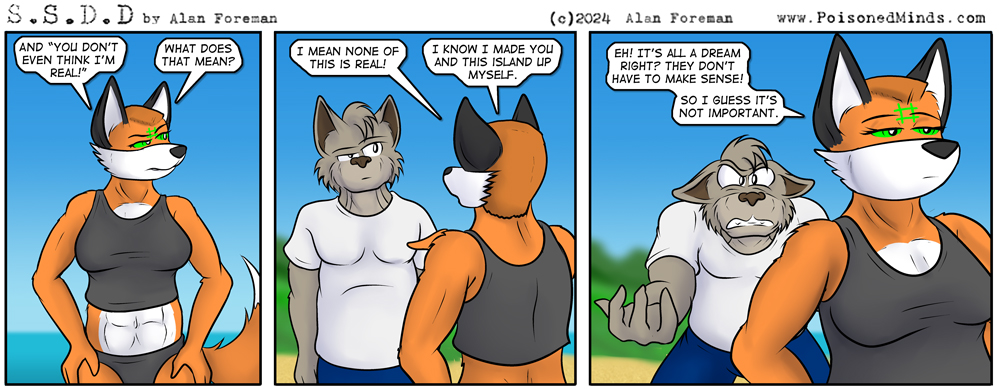 S.S.D.D by Alan Foreman
(c)2024 Alan Foreman
www.PoisonedMinds.com
AND "YOU DON'T
EVEN THINK I'M
REAL!"
WHAT DOES
THAT MEAN?
I MEAN NONE OF
THIS IS REAL!
I KNOW I MADE YOU
AND THIS ISLAND UP
MYSELF.
EH! IT'S ALL A DREAM
RIGHT? THEY DON'T
HAVE TO MAKE SENSE!
SO I GUESS IT'S
NOT IMPORTANT.